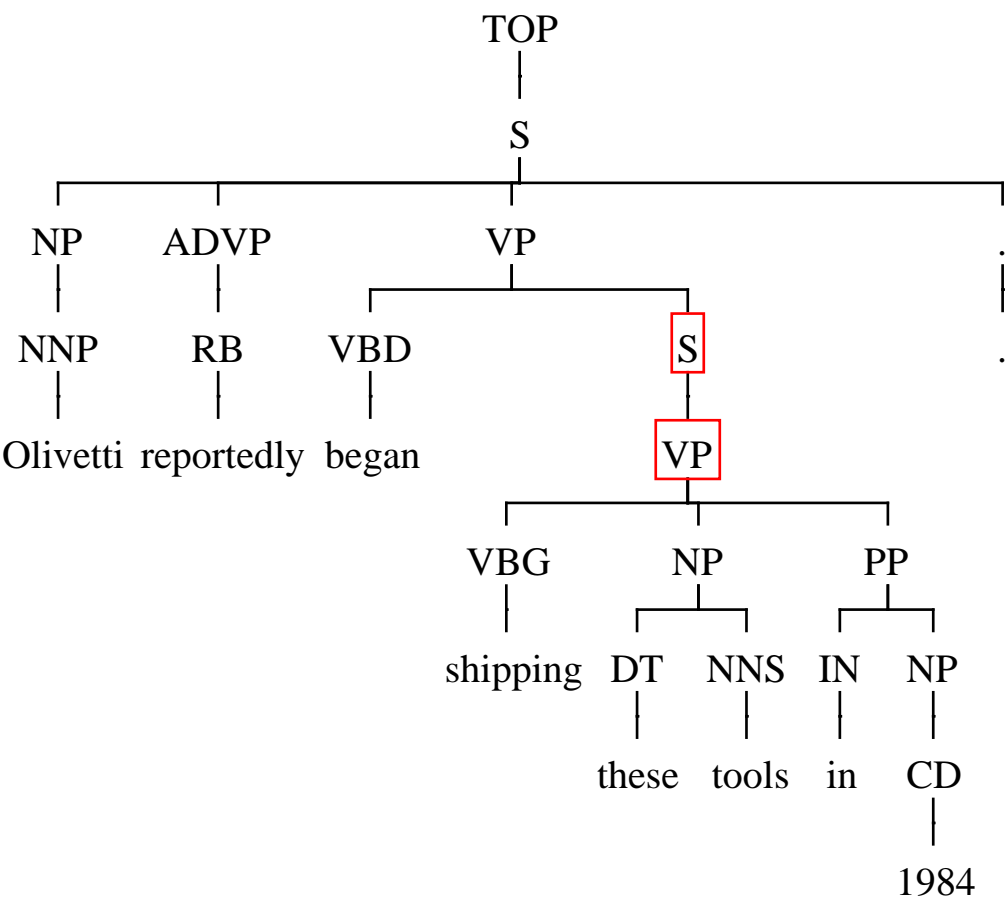 TOP
S
NP ADVP VP .
NNP RB VBD S .
Olivetti reportedly began VP
VBG NP PP
shipping DT NNS IN NP
these tools in CD
1984